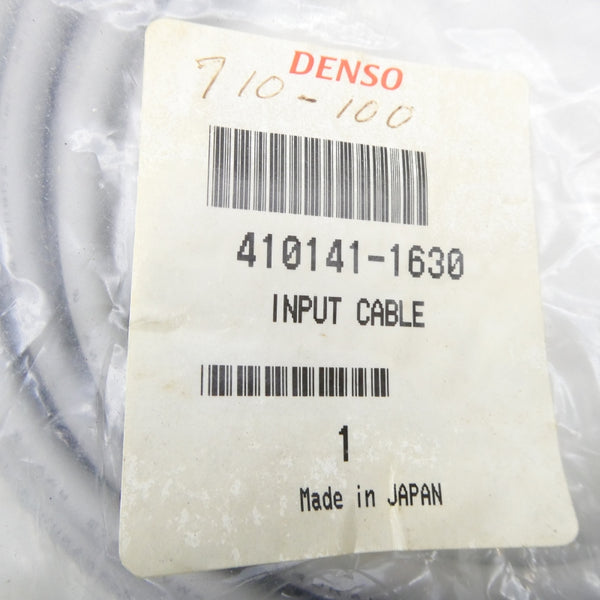 DENSO
710-100
410141-1630
INPUT CABLE
1
Made in JAPAN